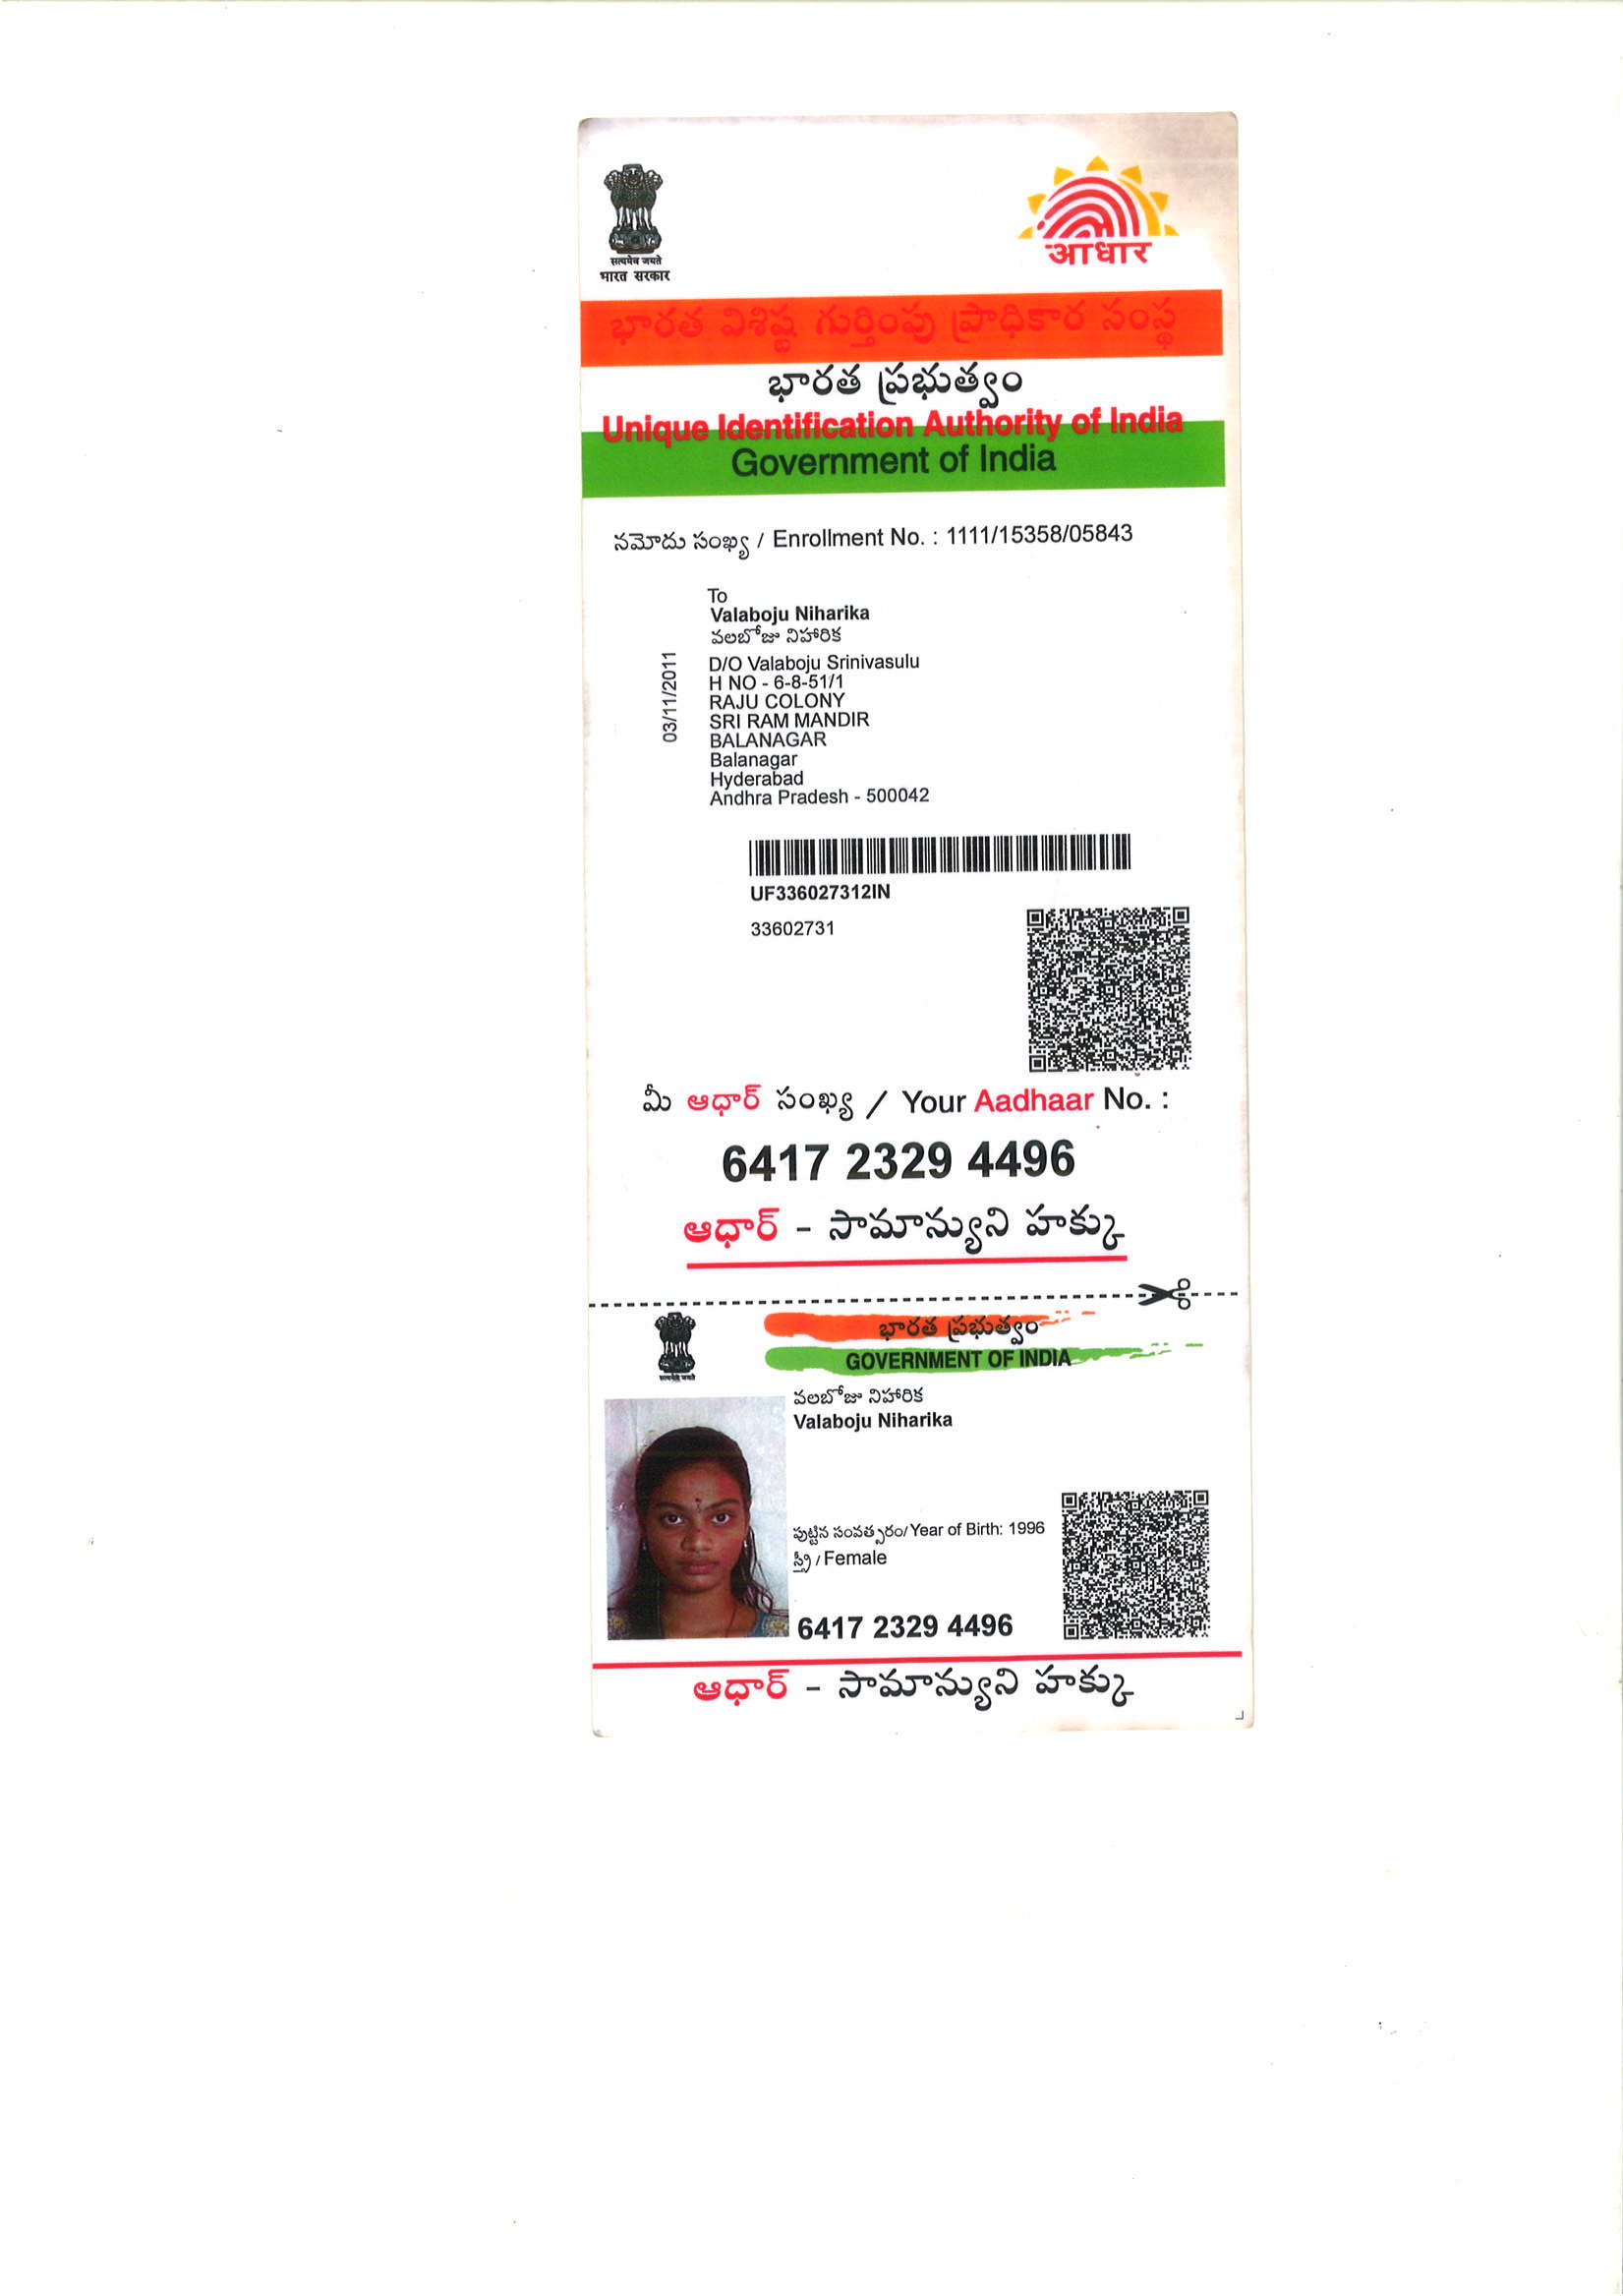 सत्यमेव जयते
भारत सरकार
आधार
భారత విశిష్ట గుర్తింపు ప్రాధికార సంస్థ
భారత ప్రభుత్వం
Unique Identification Authority of India
Government of India
నమోదు సంఖ్య / Enrollment No. : 1111/15358/05843
03/11/2011
To
Valaboju Niharika
వలబోజు నిహారిక
D/O Valaboju Srinivasulu
H NO - 6-8-51/1
RAJU COLONY
SRI RAM MANDIR
BALANAGAR
Balanagar
Hyderabad
Andhra Pradesh - 500042
UF336027312IN
33602731
మీ ఆధార్ సంఖ్య / Your Aadhaar No. :
6417 2329 4496
ఆధార్ - సామాన్యుని హక్కు
భారత ప్రభుత్వం
GOVERNMENT OF INDIA
सत्यमेव जयते
వలబోజు నిహారిక
Valaboju Niharika
పుట్టిన సంవత్సరం/Year of Birth: 1996
స్త్రీ / Female
6417 2329 4496
ఆధార్ - సామాన్యుని హక్కు